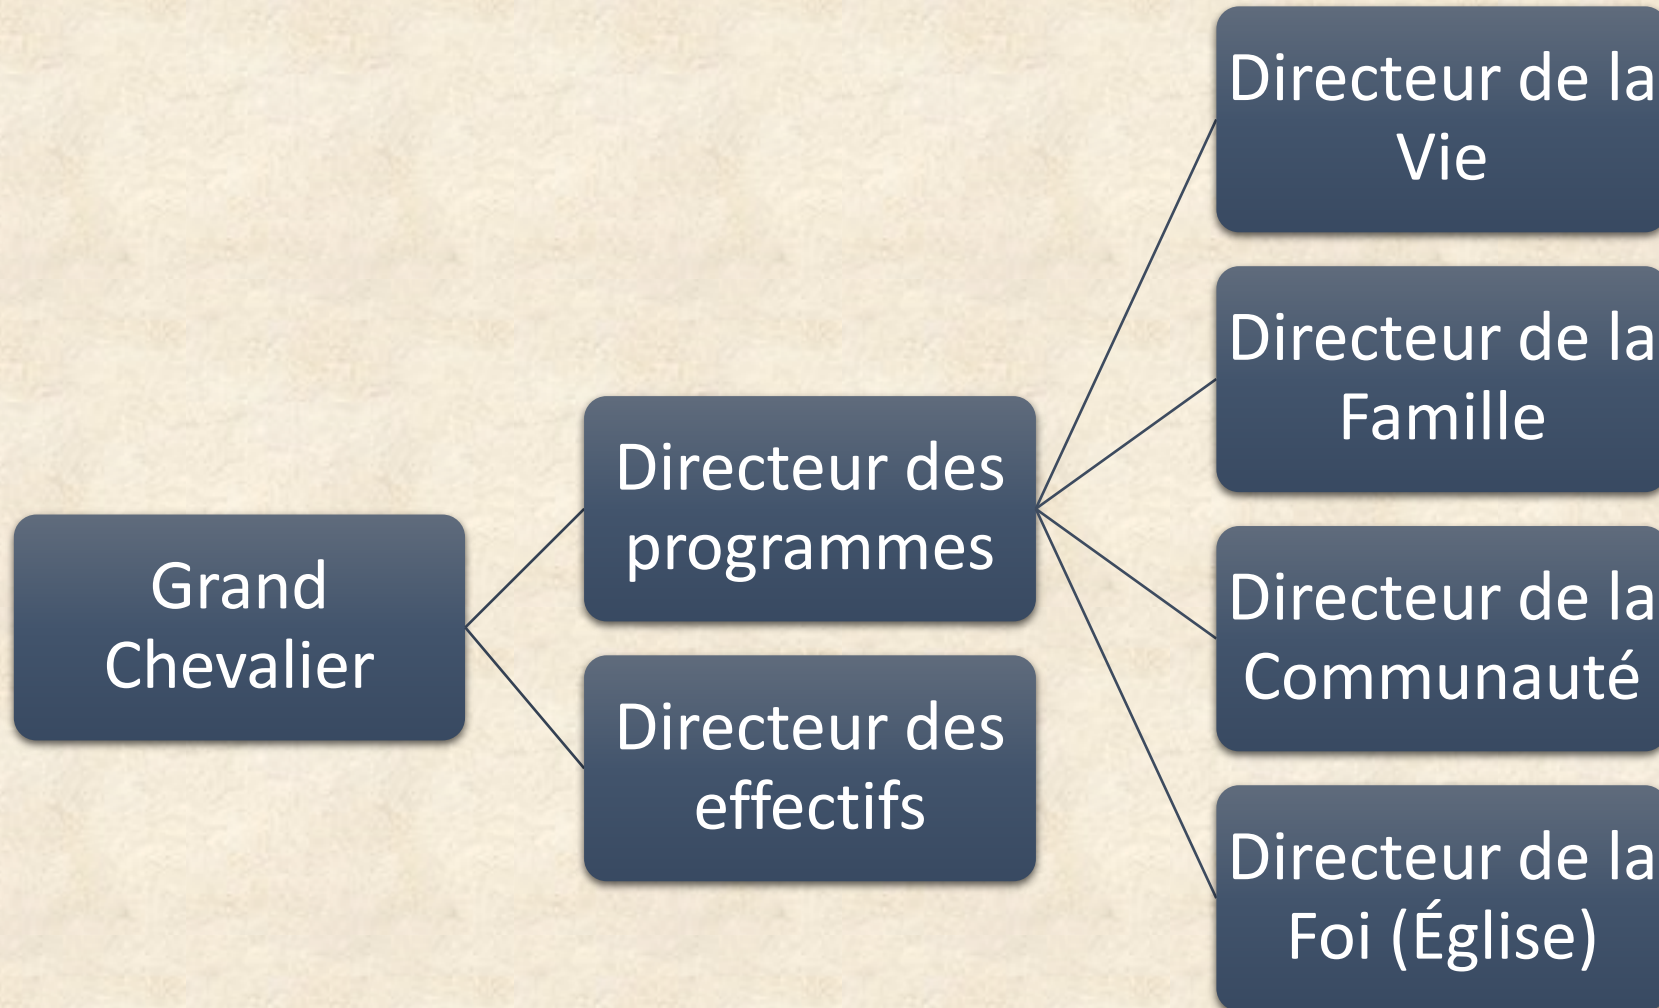 Grand
Chevalier
Directeur des
programmes
Directeur des
effectifs
Directeur de la
Vie
Directeur de la
Famille
Directeur de la
Communauté
Directeur de la
Foi (Église)